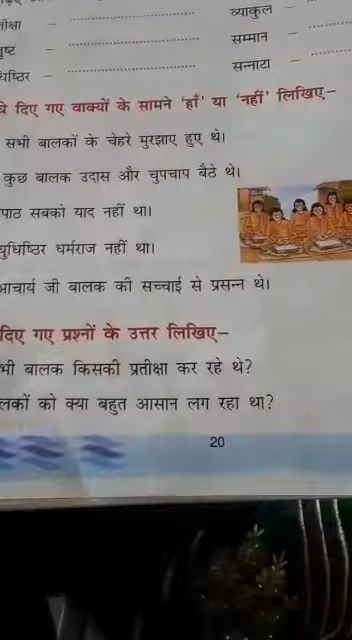 व्याकुल –
– ........................ सम्मान – ............
– ........................ सन्नाटा – ............
– ........................
दिए गए वाक्यों के सामने 'हाँ' या 'नहीं' लिखिए–
सभी बालकों के चेहरे मुरझाए हुए थे।
कुछ बालक उदास और चुपचाप बैठे थे।
पाठ सबको याद नहीं था।
युधिष्ठिर धर्मराज नहीं था।
आचार्य जी बालक की सच्चाई से प्रसन्न थे।
दिए गए प्रश्नों के उत्तर लिखिए–
भी बालक किसकी प्रतीक्षा कर रहे थे?
लकों को क्या बहुत आसान लग रहा था?
20